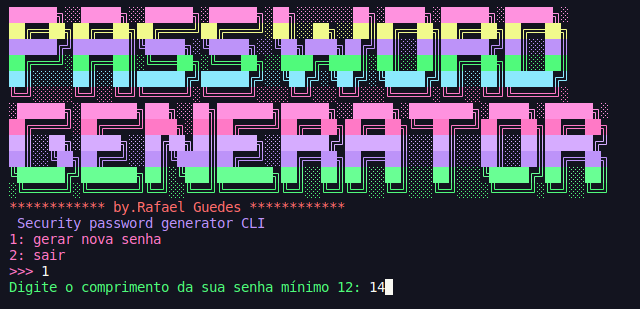 PASSWORD
GENERATOR
************ by.Rafael Guedes ************
Security password generator CLI
1: gerar nova senha
2: sair
>>> 1
Digite o comprimento da sua senha mínimo 12: 14